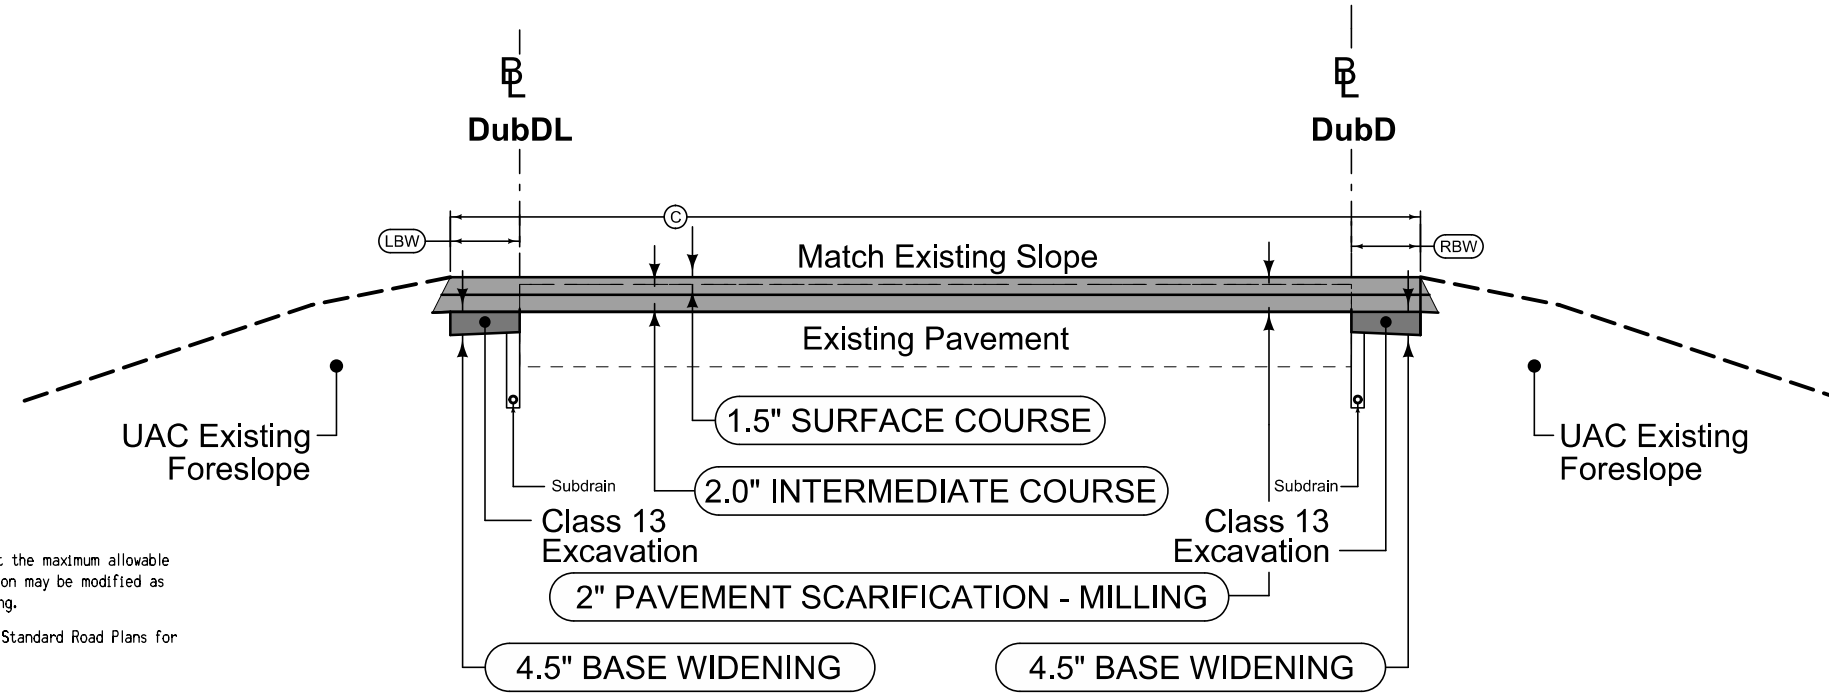 BL
BL
DubDL
DubD
C
LBW
RBW
Match Existing Slope
Existing Pavement
1.5" SURFACE COURSE
UAC Existing
Foreslope
UAC Existing
Foreslope
Subdrain
2.0" INTERMEDIATE COURSE
Subdrain
Class 13
Excavation
Class 13
Excavation
t the maximum allowable
on may be modified as
ng.
2" PAVEMENT SCARIFICATION - MILLING
Standard Road Plans for
4.5" BASE WIDENING
4.5" BASE WIDENING